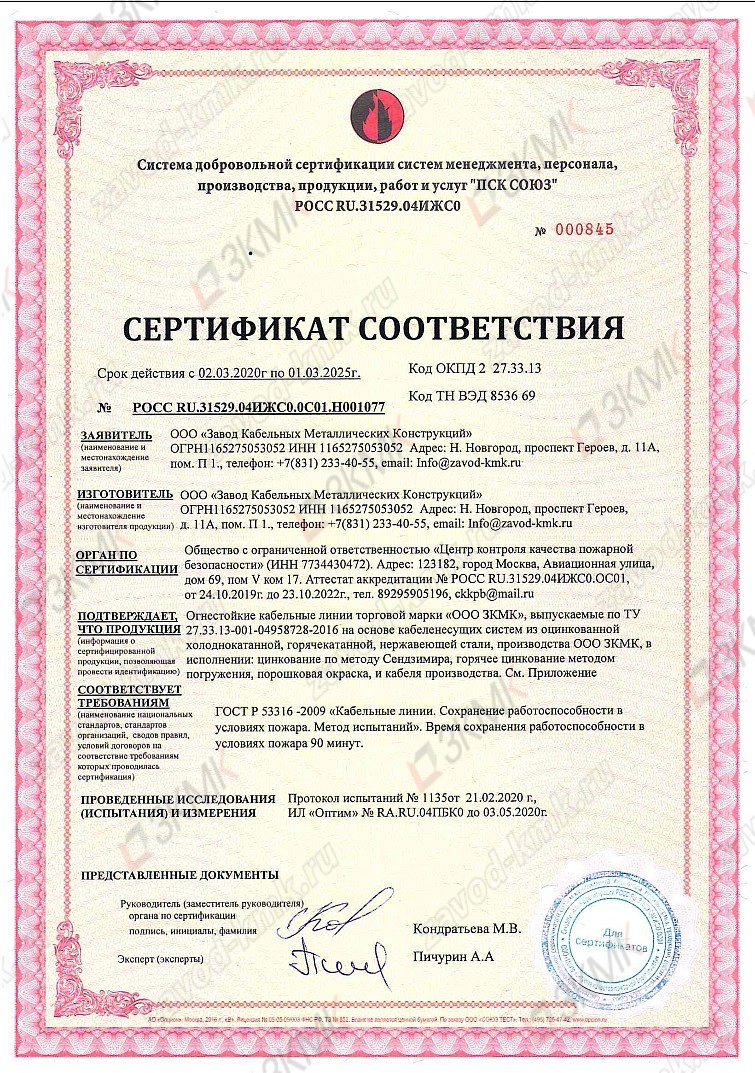 Система добровольной сертификации систем менеджмента, персонала,
производства, продукции, работ и услуг "ПСК СОЮЗ"
РОСС RU.31529.04ИЖС0
№ 000845
СЕРТИФИКАТ СООТВЕТСТВИЯ
Срок действия с 02.03.2020г по 01.03.2025г.
Код ОКПД 2 27.33.13
Код ТН ВЭД 8536 69
№ РОСС RU.31529.04ИЖС0.0С01.Н001077
ЗАЯВИТЕЛЬ ООО «Завод Кабельных Металлических Конструкций»
(наименование и ОГРН1165275053052 ИНН 1165275053052 Адрес: Н. Новгород, проспект Героев, д. 11А,
местонахождение
заявителя) пом. П 1., телефон: +7(831) 233-40-55, email: Info@zavod-kmk.ru
ИЗГОТОВИТЕЛЬ ООО «Завод Кабельных Металлических Конструкций»
(наименование и ОГРН1165275053052 ИНН 1165275053052 Адрес: Н. Новгород, проспект Героев,
местонахождение
изготовителя продукции) д. 11А, пом. П 1., телефон: +7(831) 233-40-55, email: Info@zavod-kmk.ru
ОРГАН ПО Общество с ограниченной ответственностью «Центр контроля качества пожарной
СЕРТИФИКАЦИИ безопасности» (ИНН 7734430472). Адрес: 123182, город Москва, Авиационная улица,
дом 69, пом V ком 17. Аттестат аккредитации № РОСС RU.31529.04ИЖС0.ОС01,
от 24.10.2019г. до 23.10.2022г., тел. 89295905196, ckkpb@mail.ru
ПОДТВЕРЖДАЕТ, Огнестойкие кабельные линии торговой марки «ООО ЗКМК», выпускаемые по ТУ
ЧТО ПРОДУКЦИЯ 27.33.13-001-04958728-2016 на основе кабеленесущих систем из оцинкованной
(информация о холоднокатанной, горячекатанной, нержавеющей стали, производства ООО ЗКМК, в
сертифицированной
продукции, позволяющая исполнении: цинкование по методу Сендзимира, горячее цинкование методом
провести идентификацию) погружения, порошковая окраска, и кабеля производства. См. Приложение
СООТВЕТСТВУЕТ
ТРЕБОВАНИЯМ
(наименование национальных ГОСТ Р 53316 -2009 «Кабельные линии. Сохранение работоспособности в
стандартов, стандартов
организаций, сводов правил, условиях пожара. Метод испытаний». Время сохранения работоспособности в
условий договоров на условиях пожара 90 минут.
соответствие требованиям
которых проводилась
сертификация)
ПРОВЕДЕННЫЕ ИССЛЕДОВАНИЯ Протокол испытаний № 1135от 21.02.2020 г.,
(ИСПЫТАНИЯ) И ИЗМЕРЕНИЯ ИЛ «Оптим» № RA.RU.04ПБК0 до 03.05.2020г.
ПРЕДСТАВЛЕННЫЕ ДОКУМЕНТЫ
Руководитель (заместитель руководителя)
органа по сертификации
подпись, инициалы, фамилия Кондратьева М.В.
Эксперт (эксперты) Пичурин А.А
Для
сертификатов
ЗКМК
zavod-kmk.ru